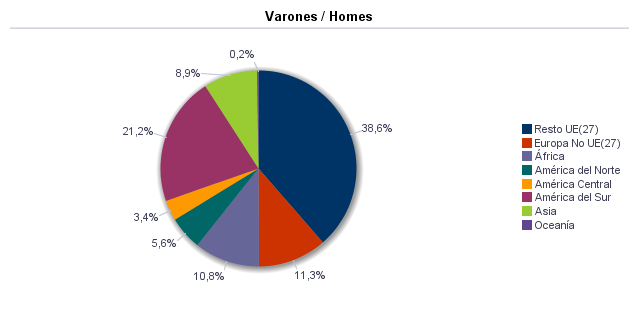 Varones / Homes
0,2%
8,9%
38,6%
21,2%
3,4%
5,6%
10,8%
11,3%
Resto UE(27)
Europa No UE(27)
África
América del Norte
América Central
América del Sur
Asia
Oceanía